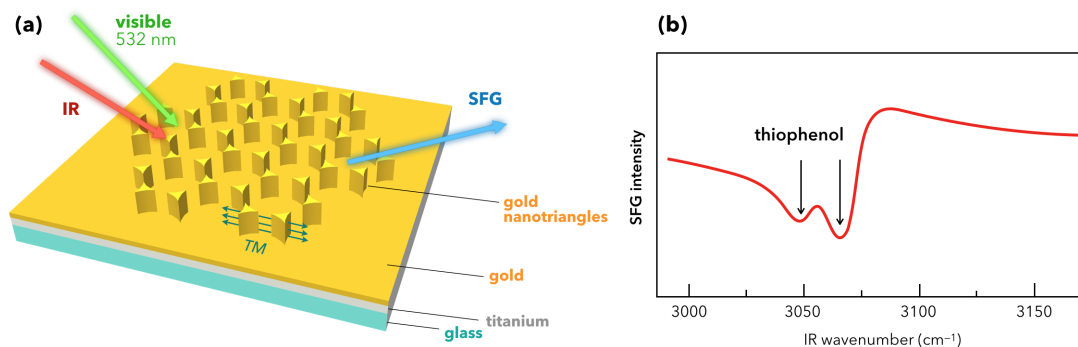 (a)
visible
532 nm
IR
SFG
gold
nanotriangles
TM
gold
titanium
glass
(b)
thiophenol
SFG intensity
3000 3050 3100 3150
IR wavenumber (cm⁻¹)